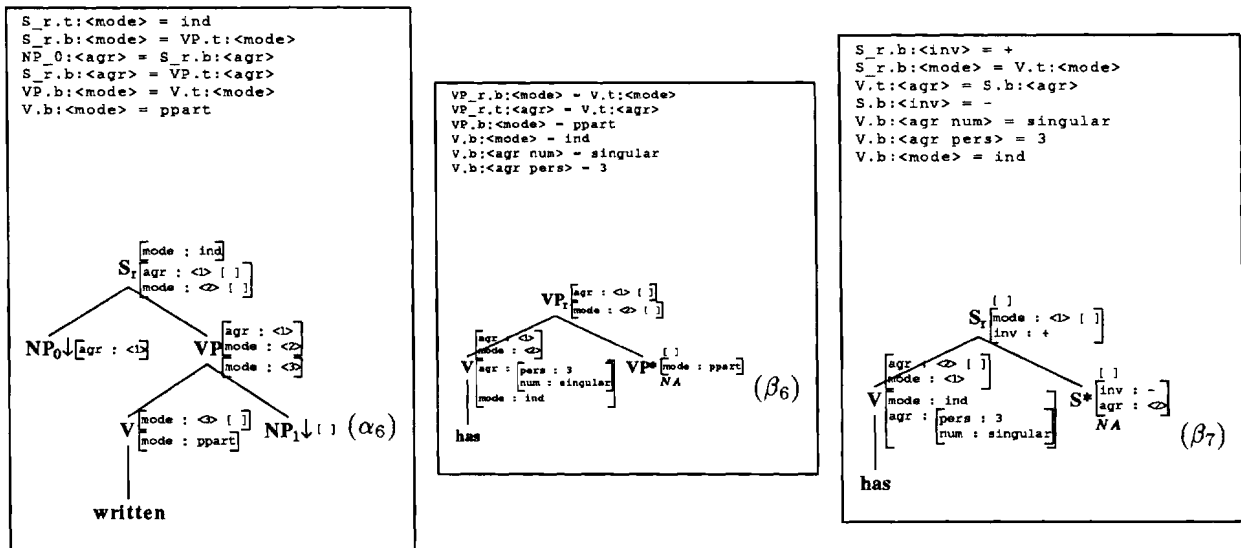 S_r.t:<mode> = ind
S_r.b:<mode> = VP.t:<mode>
NP_0:<agr> = S_r.b:<agr>
S_r.b:<agr> = VP.t:<agr>
VP.b:<mode> = V.t:<mode>
V.b:<mode> = ppart
[mode : ind]
S_r [agr : <1> [ ]
mode : <2> [ ]]
NP_0↓ [agr : <1>]
VP [agr : <1>
mode : <2>]
[mode : <3>]
V [mode : <3> [ ]]
[mode : ppart]
NP_1↓ [ ] (α_6)
written
VP_r.b:<mode> = V.t:<mode>
VP_r.t:<agr> = V.t:<agr>
VP.b:<mode> = ppart
V.b:<mode> = ind
V.b:<agr num> = singular
V.b:<agr pers> = 3
VP_r [agr : <1> [ ]]
[mode : <2> [ ]]
V [agr : <1>
mode : <2>]
[agr : [pers : 3
num : singular]
mode : ind]
[ ]
VP* [mode : ppart]
NA
(β_6)
has
S_r.b:<inv> = +
S_r.b:<mode> = V.t:<mode>
V.t:<agr> = S.b:<agr>
S.b:<inv> = -
V.b:<agr num> = singular
V.b:<agr pers> = 3
V.b:<mode> = ind
[ ]
S_r [mode : <1> [ ]
inv : +]
V [agr : <2> [ ]
mode : <1>]
[mode : ind
agr : [pers : 3
num : singular]]
[ ]
S* [inv : -
agr : <2>]
NA
(β_7)
has